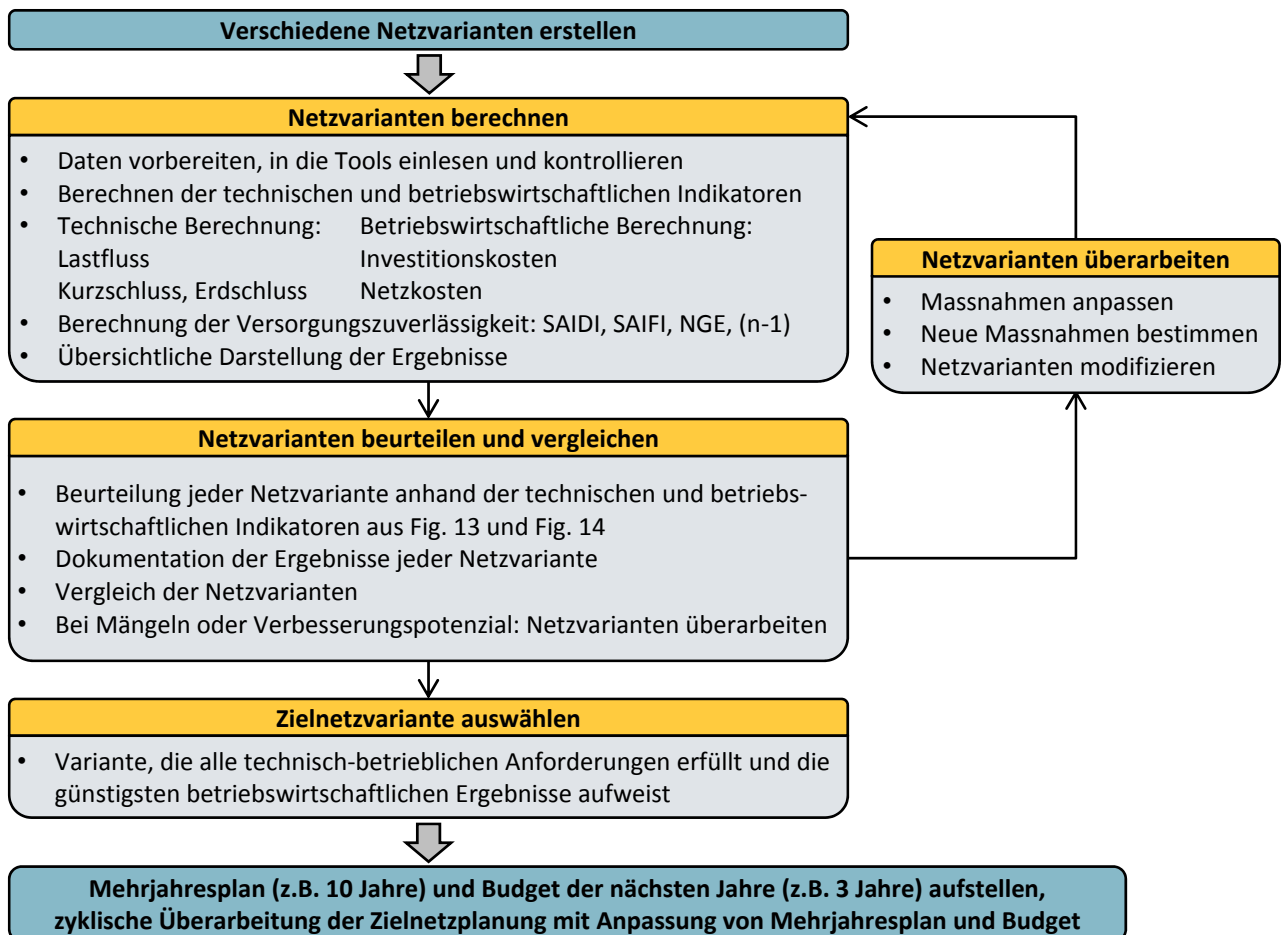 Verschiedene Netzvarianten erstellen
Netzvarianten berechnen
• Daten vorbereiten, in die Tools einlesen und kontrollieren
• Berechnen der technischen und betriebswirtschaftlichen Indikatoren
• Technische Berechnung: Betriebswirtschaftliche Berechnung:
Lastfluss Investitionskosten
Kurzschluss, Erdschluss Netzkosten
• Berechnung der Versorgungszuverlässigkeit: SAIDI, SAIFI, NGE, (n-1)
• Übersichtliche Darstellung der Ergebnisse
Netzvarianten überarbeiten
• Massnahmen anpassen
• Neue Massnahmen bestimmen
• Netzvarianten modifizieren
Netzvarianten beurteilen und vergleichen
• Beurteilung jeder Netzvariante anhand der technischen und betriebs-
wirtschaftlichen Indikatoren aus Fig. 13 und Fig. 14
• Dokumentation der Ergebnisse jeder Netzvariante
• Vergleich der Netzvarianten
• Bei Mängeln oder Verbesserungspotenzial: Netzvarianten überarbeiten
Zielnetzvariante auswählen
• Variante, die alle technisch-betrieblichen Anforderungen erfüllt und die
günstigsten betriebswirtschaftlichen Ergebnisse aufweist
Mehrjahresplan (z.B. 10 Jahre) und Budget der nächsten Jahre (z.B. 3 Jahre) aufstellen,
zyklische Überarbeitung der Zielnetzplanung mit Anpassung von Mehrjahresplan und Budget